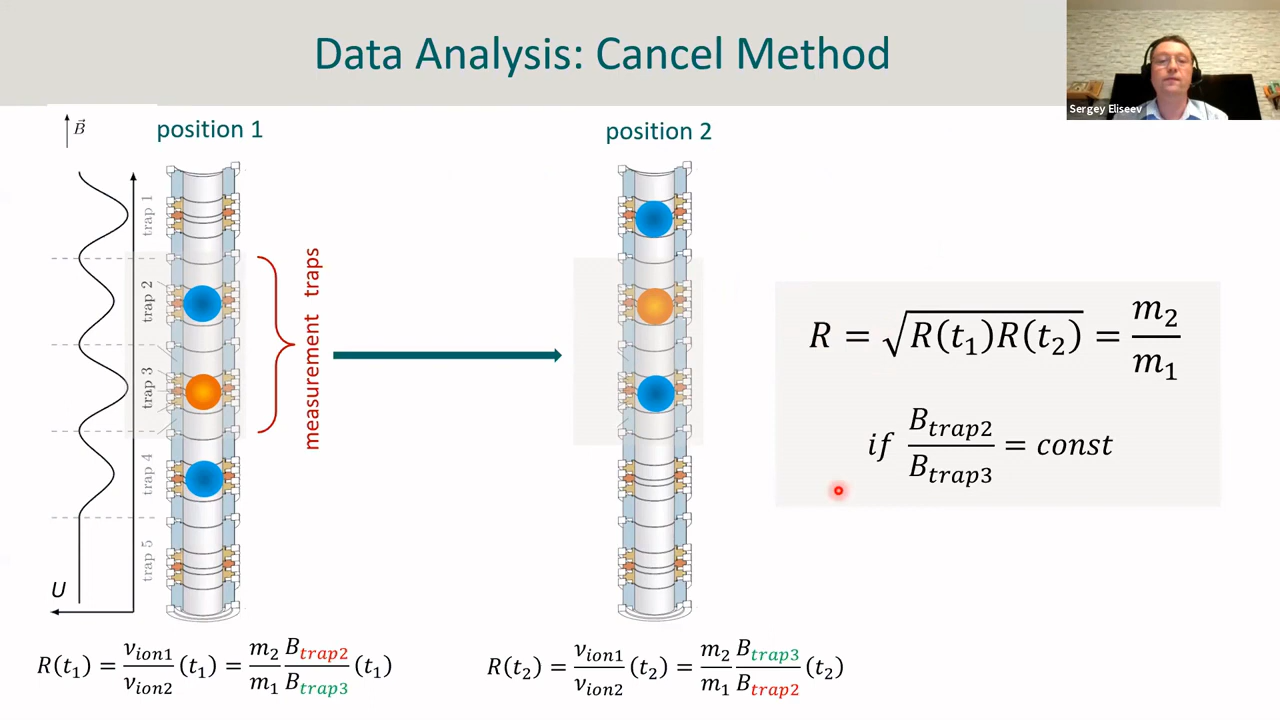 Data Analysis: Cancel Method
Sergey Eliseev
B⃗
position 1
position 2
trap 1
trap 2
trap 3
trap 4
trap 5
U
measurement traps
R = √R(t₁)R(t₂) = m₂/m₁
if B_trap2/B_trap3 = const
R(t₁) = ν_ion1/ν_ion2 (t₁) = m₂/m₁ B_trap2/B_trap3 (t₁)
R(t₂) = ν_ion1/ν_ion2 (t₂) = m₂/m₁ B_trap3/B_trap2 (t₂)